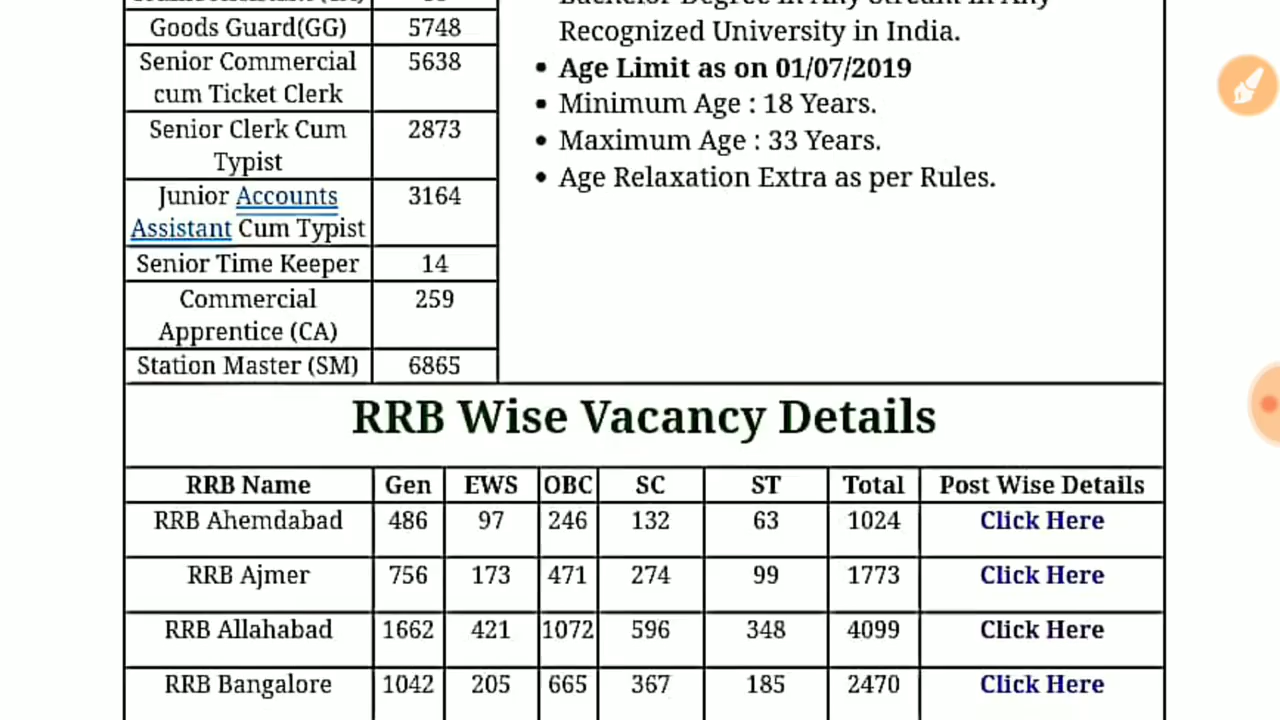 Goods Guard(GG) 5748
Senior Commercial 5638
cum Ticket Clerk
Senior Clerk Cum 2873
Typist
Junior Accounts 3164
Assistant Cum Typist
Senior Time Keeper 14
Commercial 259
Apprentice (CA)
Station Master (SM) 6865
Recognized University in India.
• Age Limit as on 01/07/2019
• Minimum Age : 18 Years.
• Maximum Age : 33 Years.
• Age Relaxation Extra as per Rules.
RRB Wise Vacancy Details
RRB Name Gen EWS OBC SC ST Total Post Wise Details
RRB Ahemdabad 486 97 246 132 63 1024 Click Here
RRB Ajmer 756 173 471 274 99 1773 Click Here
RRB Allahabad 1662 421 1072 596 348 4099 Click Here
RRB Bangalore 1042 205 665 367 185 2470 Click Here